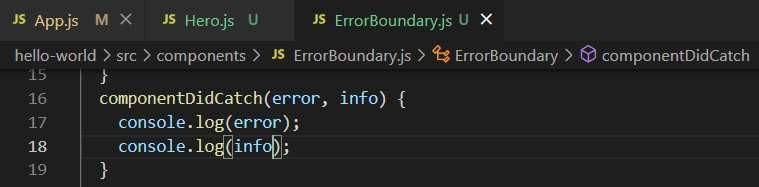 JS App.js M
JS Hero.js U
JS ErrorBoundary.js U
hello-world > src > components > JS ErrorBoundary.js > ErrorBoundary > componentDidCatch
15 }
16 componentDidCatch(error, info) {
17 console.log(error);
18 console.log(info);
19 }